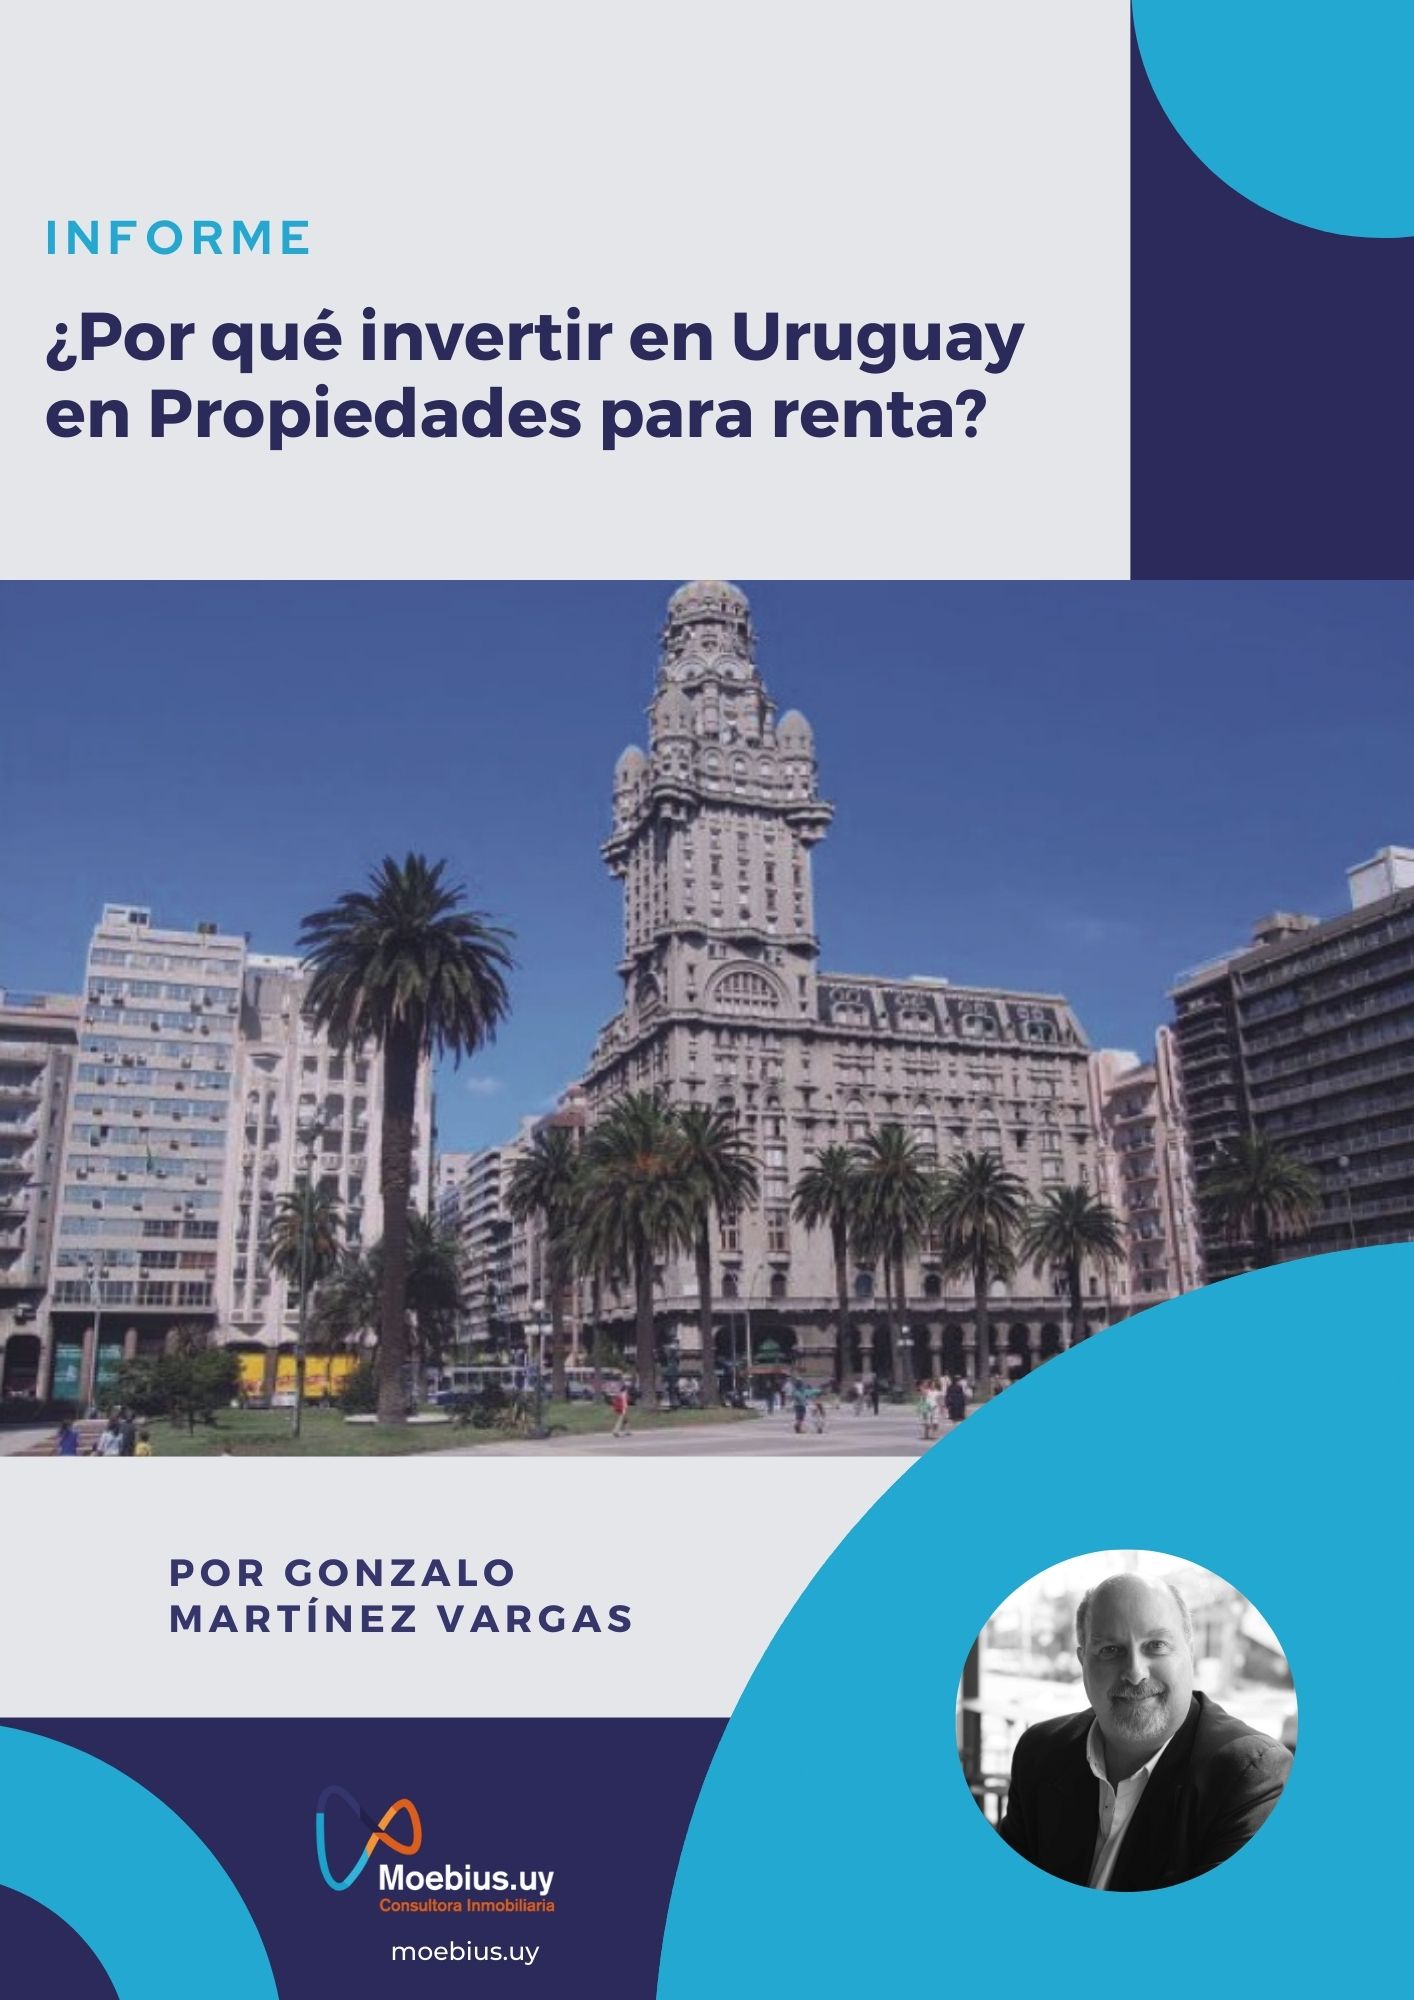 INFORME
¿Por qué invertir en Uruguay
en Propiedades para renta?
POR GONZALO
MARTÍNEZ VARGAS
Moebius.uy
Consultora Inmobiliaria
moebius.uy